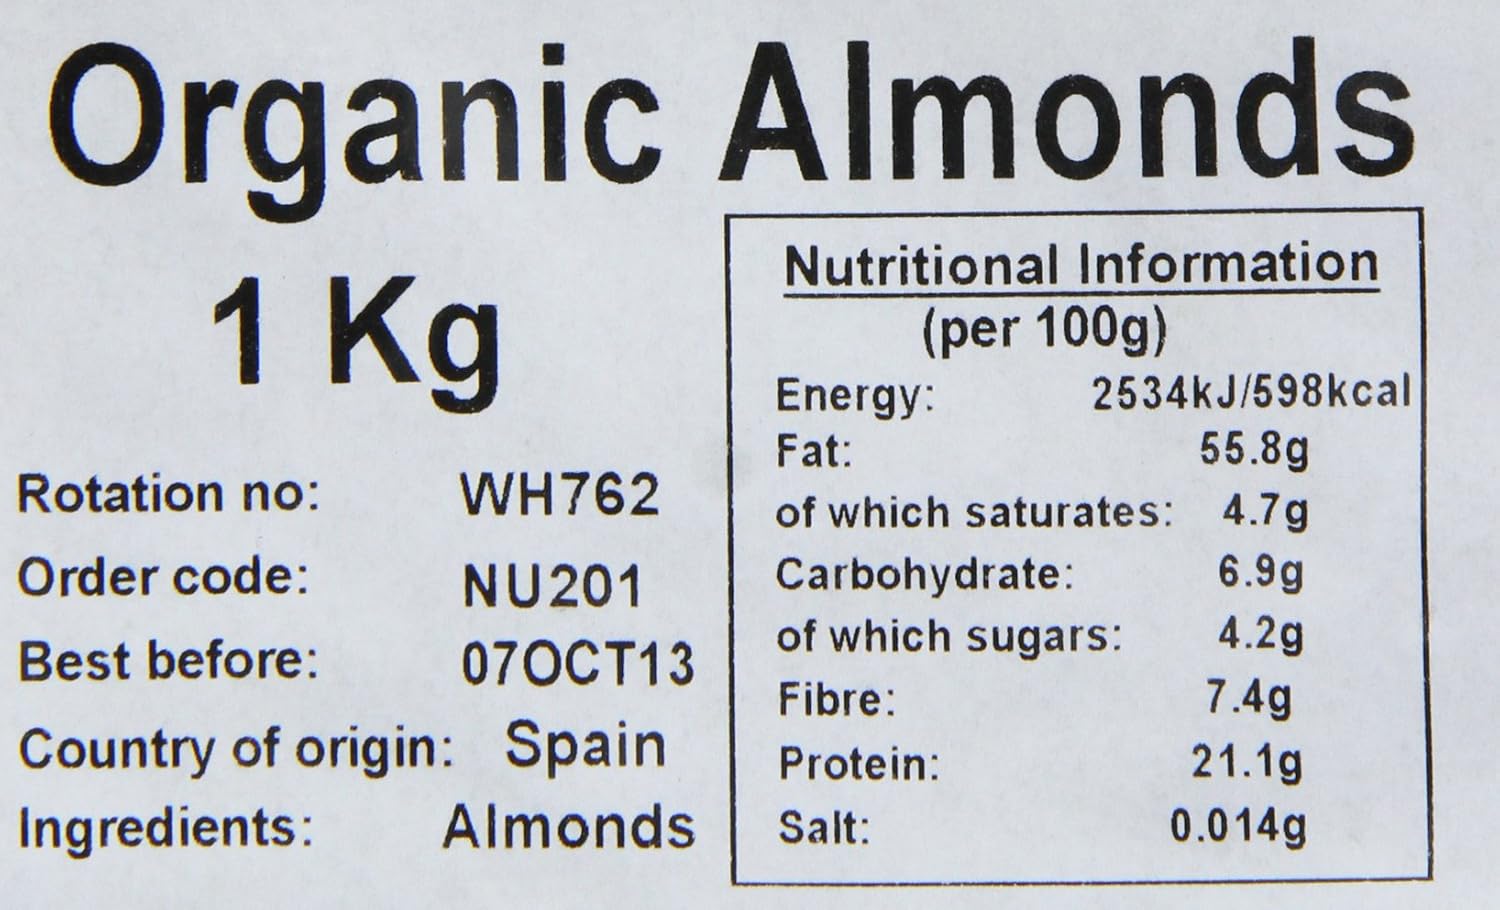 Organic Almonds
1 Kg
Rotation no: WH762
Order code: NU201
Best before: 07OCT13
Country of origin: Spain
Ingredients: Almonds
Nutritional Information
(per 100g)
Energy: 2534kJ/598kcal
Fat: 55.8g
of which saturates: 4.7g
Carbohydrate: 6.9g
of which sugars: 4.2g
Fibre: 7.4g
Protein: 21.1g
Salt: 0.014g